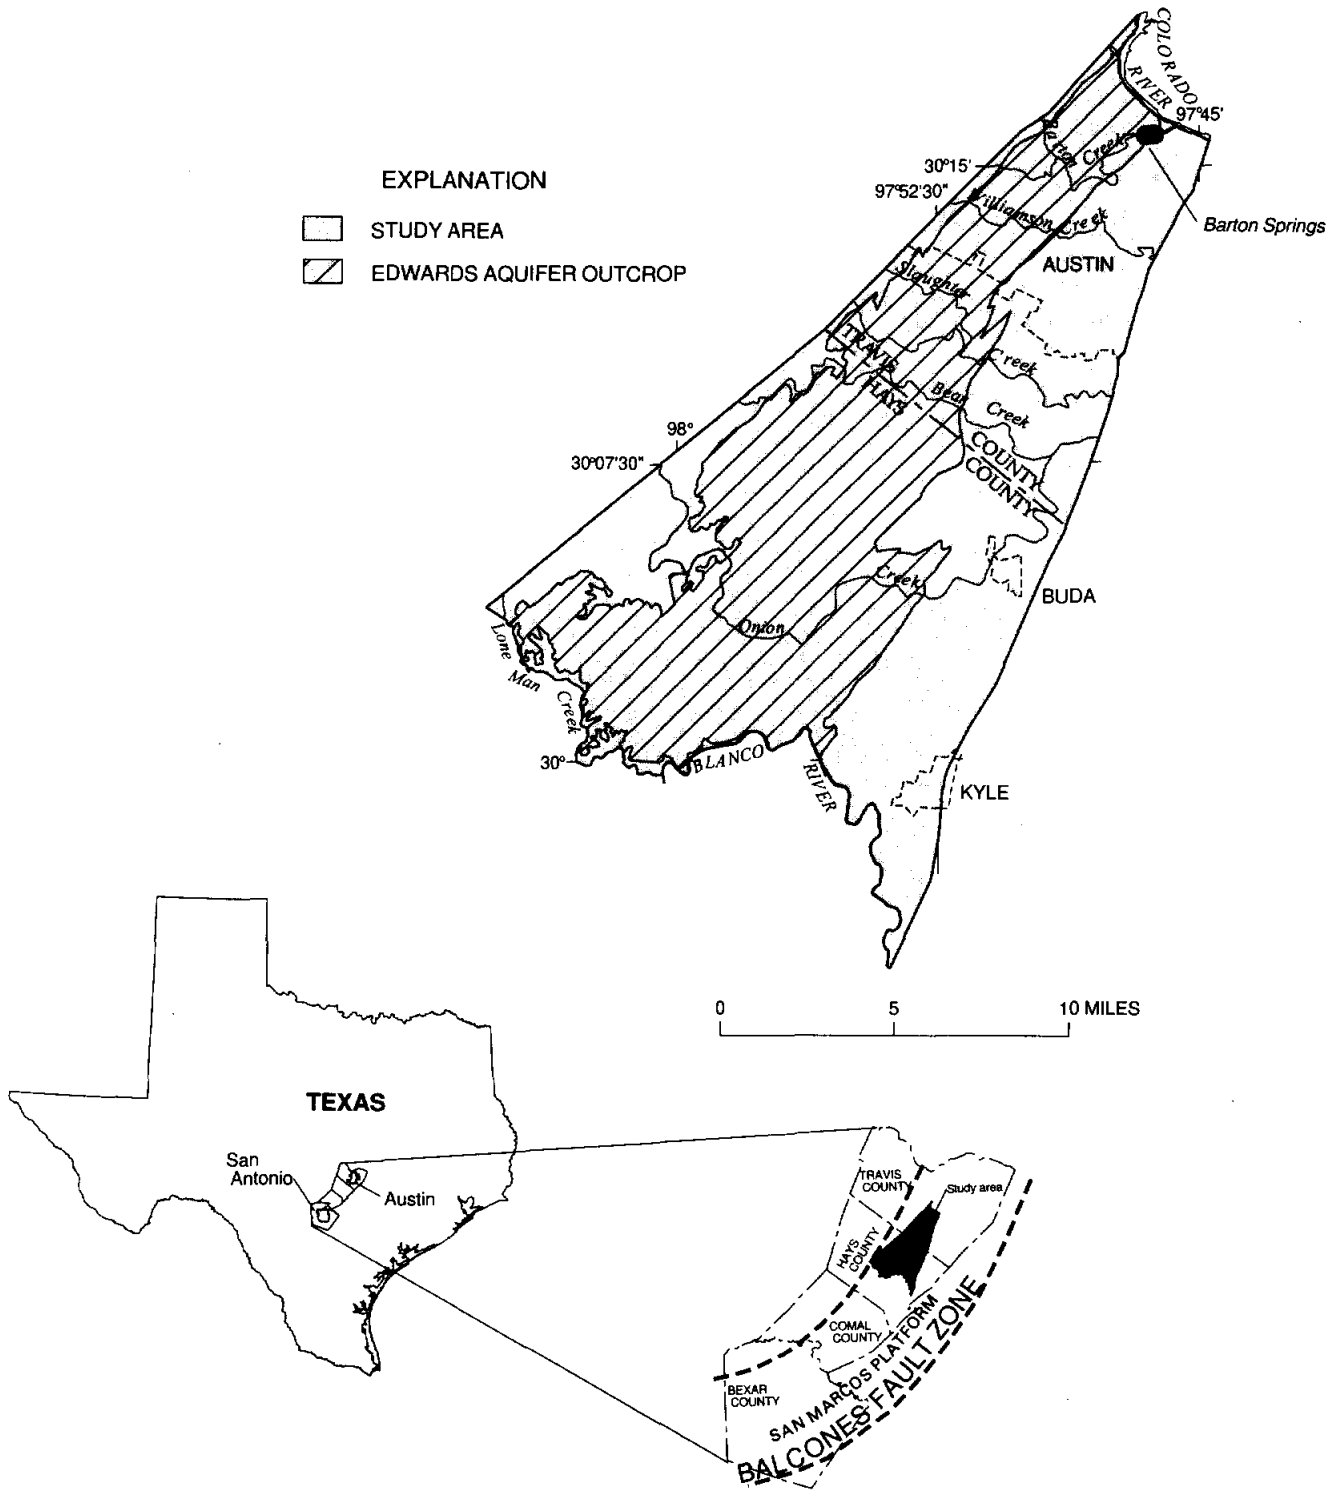 COLORADO
RIVER
97°45'
Barton Creek
30°15'
97°52'30"
Williamson Creek
Barton Springs
EXPLANATION
STUDY AREA
EDWARDS AQUIFER OUTCROP
AUSTIN
Slaughter
Creek
TRAVIS
HAYS
Bear
Creek
COUNTY
COUNTY
98°
30°07'30"
Creek
Onion
BUDA
Lone
Man
Creek
30°
BLANCO
RIVER
KYLE
0 5 10 MILES
TEXAS
San
Antonio
Austin
TRAVIS
COUNTY
Study area
HAYS
COUNTY
COMAL
COUNTY
BEXAR
COUNTY
SAN MARCOS PLATFORM
BALCONES FAULT ZONE